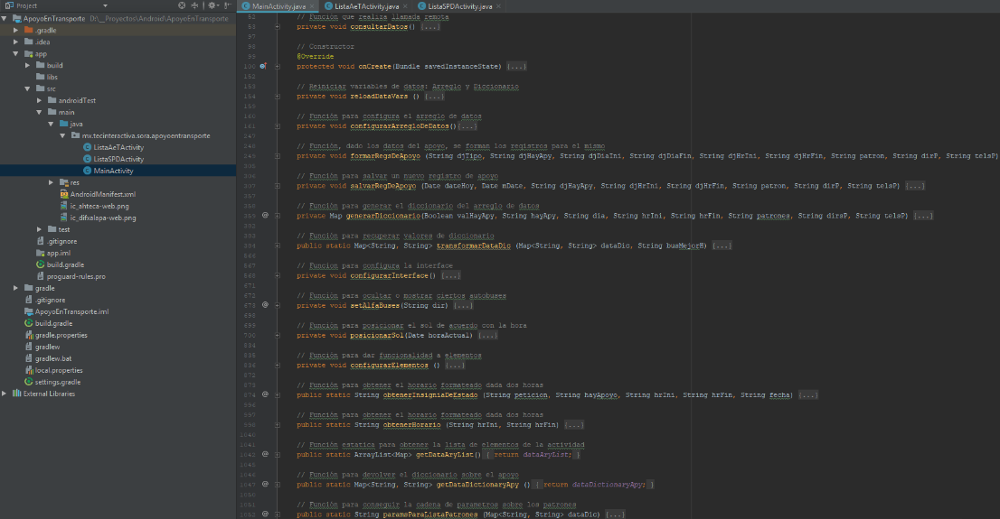 Project
MainActivity.java
ListaAeTActivity.java
ListaSPDActivity.java
ApoyoEnTransporte D:\_Proyectos\Android\ApoyoEnTransporte
.gradle
.idea
app
build
libs
src
androidTest
main
java
mx.tecinteractiva.sora.apoyoentransporte
ListaAeTActivity
ListaSPDActivity
MainActivity
res
AndroidManifest.xml
ic_ahteca-web.png
ic_difxalapa-web.png
test
.gitignore
app.iml
build.gradle
proguard-rules.pro
gradle
.gitignore
ApoyoEnTransporte.iml
build.gradle
gradle.properties
gradlew
gradlew.bat
local.properties
settings.gradle
External Libraries
// Función que realiza llamada remota
private void consultarDatos() {...}
// Constructor
@Override
protected void onCreate(Bundle savedInstanceState) {...}
// Reiniciar variables de datos: Arreglo y Diccionario
private void reloadDataVars () {...}
// Función para configura el arreglo de datos
private void configurarArregloDeDatos(){...}
// Función, dado los datos del apoyo, se forman los registros para el mismo
private void formarRegsDeApoyo (String djTipo, String djHayApy, String djDiaIni, String djDiaFin, String djHrIni, String djHrFin, String patron, String dirP, String telsP)
// Función para salvar un nuevo registro de apoyo
private void salvarRegDeApoyo (Date dateHoy, Date mDate, String djHayApy, String djHrIni, String djHrFin, String patron, String dirP, String telsP) {...}
// Función para generar el diccionario del arreglo de datos
private Map generarDiccionario(Boolean valHayApy, String hayApy, String dia, String hrIni, String hrFin, String patrones, String dirsP, String telsP) {...}
// Función para recuperar valores de diccionario
public static Map<String, String> transformarDataDic (Map<String, String> dataDic, String busMejorH) {...}
// Funcion para configura la interface
private void configurarInterface() {...}
// Función para ocultar o mostrar ciertos autobuses
private void setAlfaBuses(String dir) {...}
// Función para posicionar el sol de acuerdo con la hora
private void posicionarSol(Date horaActual) {...}
// Función para dar funcionalidad a elementos
private void configurarElementos () {...}
// Función para obtener el horario formateado dada dos horas
public static String obtenerInsigniaDeEstado (String peticion, String hayApoyo, String hrIni, String hrFin, String fecha) {...}
// Función para obtener el horario formateado dada dos horas
public static String obtenerHorario (String hrIni, String hrFin) {...}
// Función estatica para obtener la lista de elementos de la actividad
public static ArrayList<Map> getDataAryList() { return dataAryList; }
// Función para devolver el diccionario sobre el apoyo
public static Map<String, String> getDataDictionaryApy () { return dataDictionaryApy; }
// Función para conseguir la cadena de parametros sobre los patrones
public static String paramsParaListaPatrones (Map<String, String> dataDic) {...}